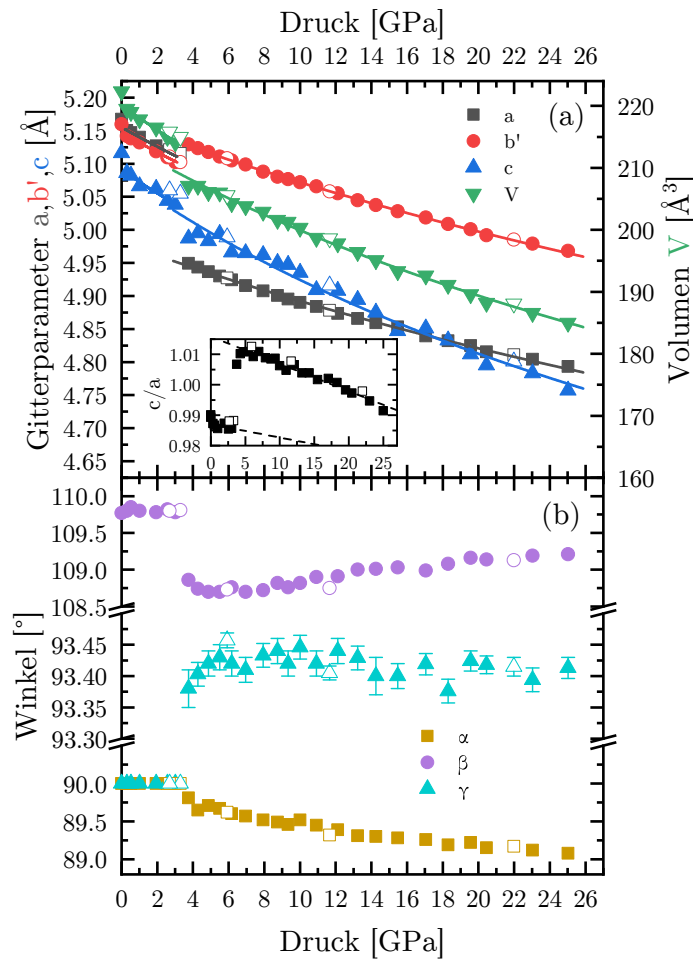 Druck [GPa]
0 2 4 6 8 10 12 14 16 18 20 22 24 26
(a)
a
b'
c
V
5.20
5.15
5.10
5.05
5.00
4.95
4.90
4.85
4.80
4.75
4.70
4.65
Gitterparameter a,b',c [Å]
220
210
200
190
180
170
160
Volumen V [Å³]
c/a
1.01
1.00
0.99
0.98
0 5 10 15 20 25
(b)
110.0
109.5
109.0
108.5
93.45
93.40
93.30
90.0
89.5
89.0
Winkel [°]
α
β
γ
0 2 4 6 8 10 12 14 16 18 20 22 24 26
Druck [GPa]